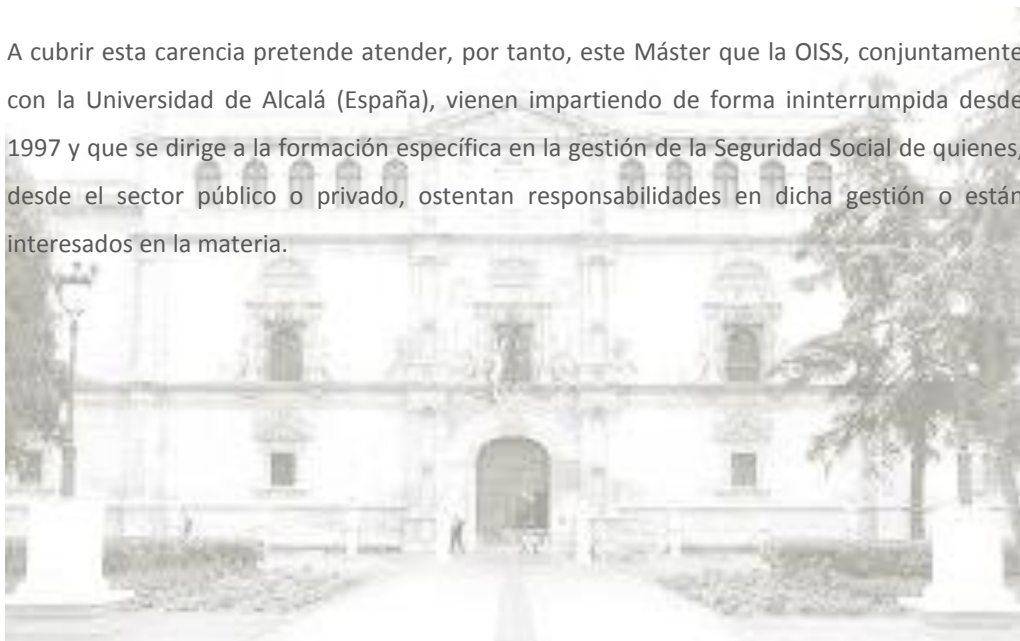 A cubrir esta carencia pretende atender, por tanto, este Máster que la OISS, conjuntamente
con la Universidad de Alcalá (España), vienen impartiendo de forma ininterrumpida desde
1997 y que se dirige a la formación específica en la gestión de la Seguridad Social de quienes,
desde el sector público o privado, ostentan responsabilidades en dicha gestión o están
interesados en la materia.